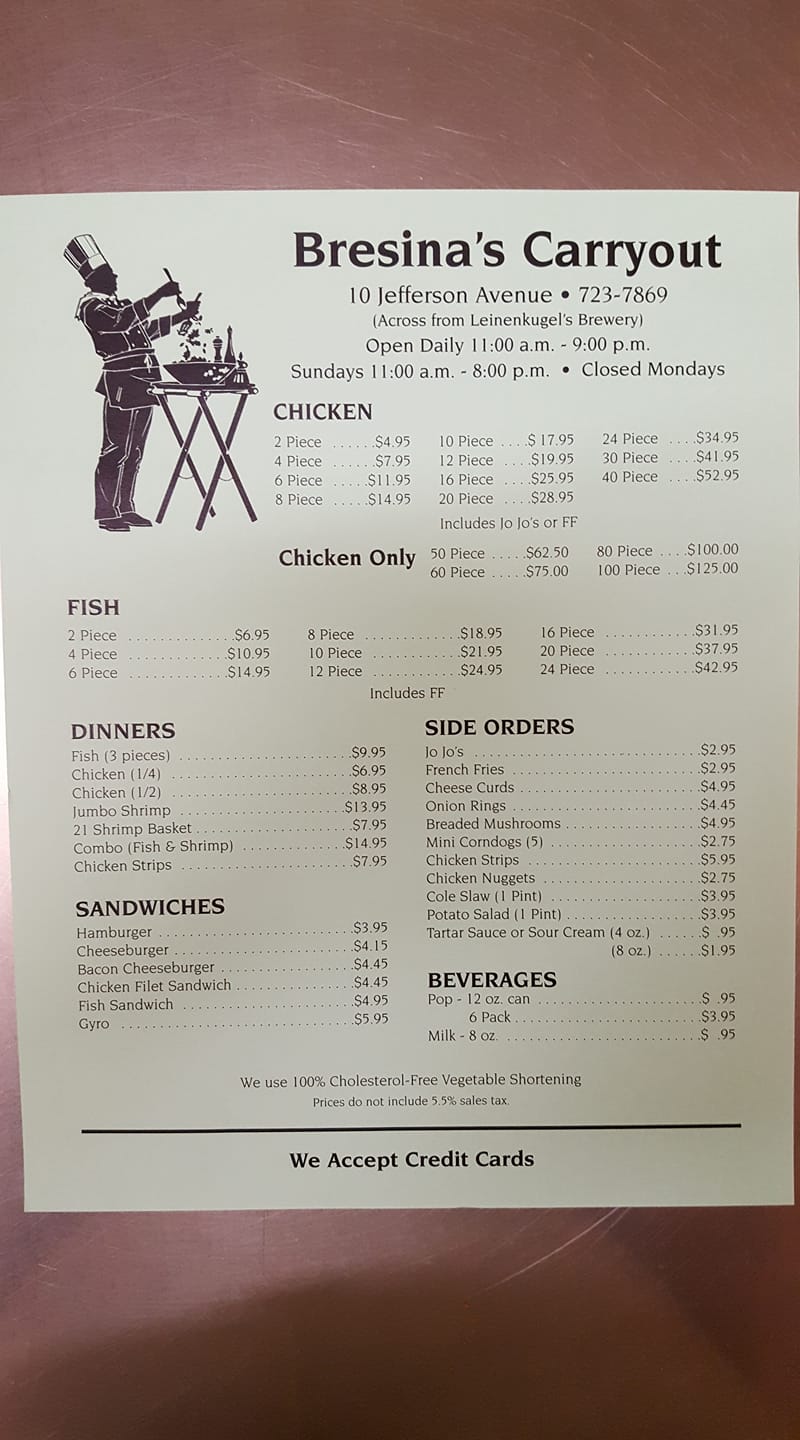 Bresina's Carryout
10 Jefferson Avenue • 723-7869
(Across from Leinenkugel's Brewery)
Open Daily 11:00 a.m. - 9:00 p.m.
Sundays 11:00 a.m. - 8:00 p.m. • Closed Mondays
CHICKEN
2 Piece ......$4.95 10 Piece ....$ 17.95 24 Piece ....$34.95
4 Piece ......$7.95 12 Piece ....$19.95 30 Piece ....$41.95
6 Piece .....$11.95 16 Piece ....$25.95 40 Piece ....$52.95
8 Piece .....$14.95 20 Piece ....$28.95
Includes Jo Jo's or FF
Chicken Only 50 Piece .....$62.50 80 Piece ....$100.00
60 Piece .....$75.00 100 Piece ...$125.00
FISH
2 Piece ..............$6.95 8 Piece ............$18.95 16 Piece ............$31.95
4 Piece .............$10.95 10 Piece ...........$21.95 20 Piece ............$37.95
6 Piece .............$14.95 12 Piece ...........$24.95 24 Piece ............$42.95
Includes FF
DINNERS
Fish (3 pieces) ......................$9.95
Chicken (1/4) .......................$6.95
Chicken (1/2) .......................$8.95
Jumbo Shrimp .....................$13.95
21 Shrimp Basket....................$7.95
Combo (Fish & Shrimp) .............$14.95
Chicken Strips ......................$7.95
SANDWICHES
Hamburger .........................$3.95
Cheeseburger.......................$4.15
Bacon Cheeseburger .................$4.45
Chicken Filet Sandwich...............$4.45
Fish Sandwich ......................$4.95
Gyro ..............................$5.95
SIDE ORDERS
Jo Jo's .............................$2.95
French Fries ........................$2.95
Cheese Curds.......................$4.95
Onion Rings........................$4.45
Breaded Mushrooms.................$4.95
Mini Corndogs (5) ....................$2.75
Chicken Strips ......................$5.95
Chicken Nuggets ....................$2.75
Cole Slaw (1 Pint) ...................$3.95
Potato Salad (1 Pint).................$3.95
Tartar Sauce or Sour Cream (4 oz.) ......$ .95
(8 oz.) ......$1.95
BEVERAGES
Pop - 12 oz. can .....................$ .95
6 Pack........................$3.95
Milk - 8 oz. .........................$ .95
We use 100% Cholesterol-Free Vegetable Shortening
Prices do not include 5.5% sales tax.
We Accept Credit Cards